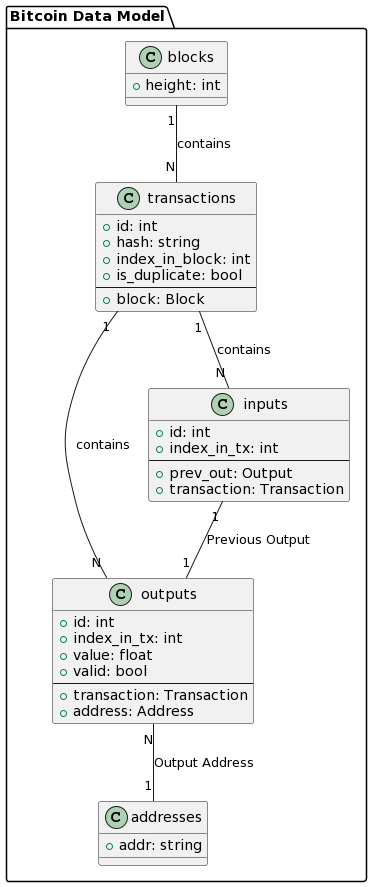 Bitcoin Data Model
C blocks
height: int
1
contains
N
C transactions
id: int
hash: string
index_in_block: int
is_duplicate: bool
block: Block
1
1
contains
N
C inputs
id: int
index_in_tx: int
prev_out: Output
transaction: Transaction
contains
1
Previous Output
N
1
C outputs
id: int
index_in_tx: int
value: float
valid: bool
transaction: Transaction
address: Address
N
Output Address
1
C addresses
addr: string